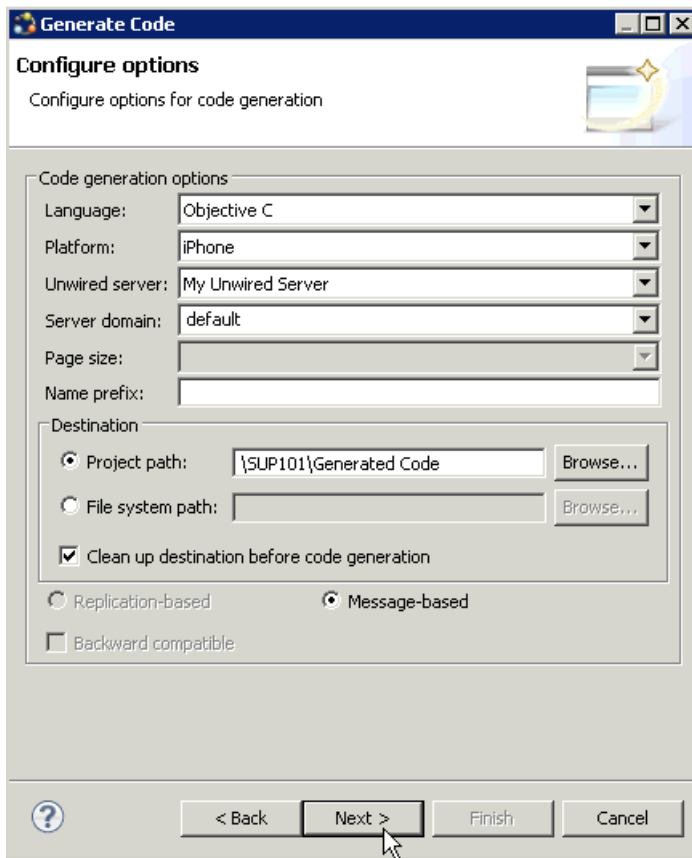 Generate Code
Configure options
Configure options for code generation
Code generation options
Language: Objective C
Platform: iPhone
Unwired server: My Unwired Server
Server domain: default
Page size:
Name prefix:
Destination
Project path: \SUP101\Generated Code Browse...
File system path: Browse...
Clean up destination before code generation
Replication-based Message-based
Backward compatible
? < Back Next > Finish Cancel